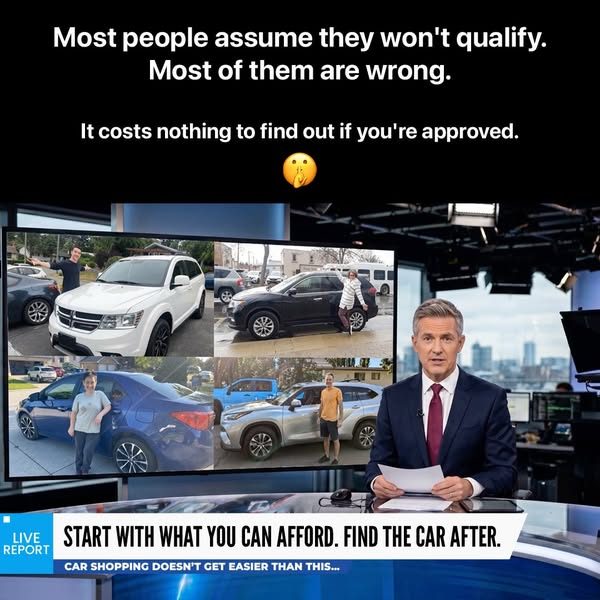 Most people assume they won't qualify.
Most of them are wrong.
It costs nothing to find out if you're approved.
LIVE
REPORT
START WITH WHAT YOU CAN AFFORD. FIND THE CAR AFTER.
CAR SHOPPING DOESN'T GET EASIER THAN THIS...